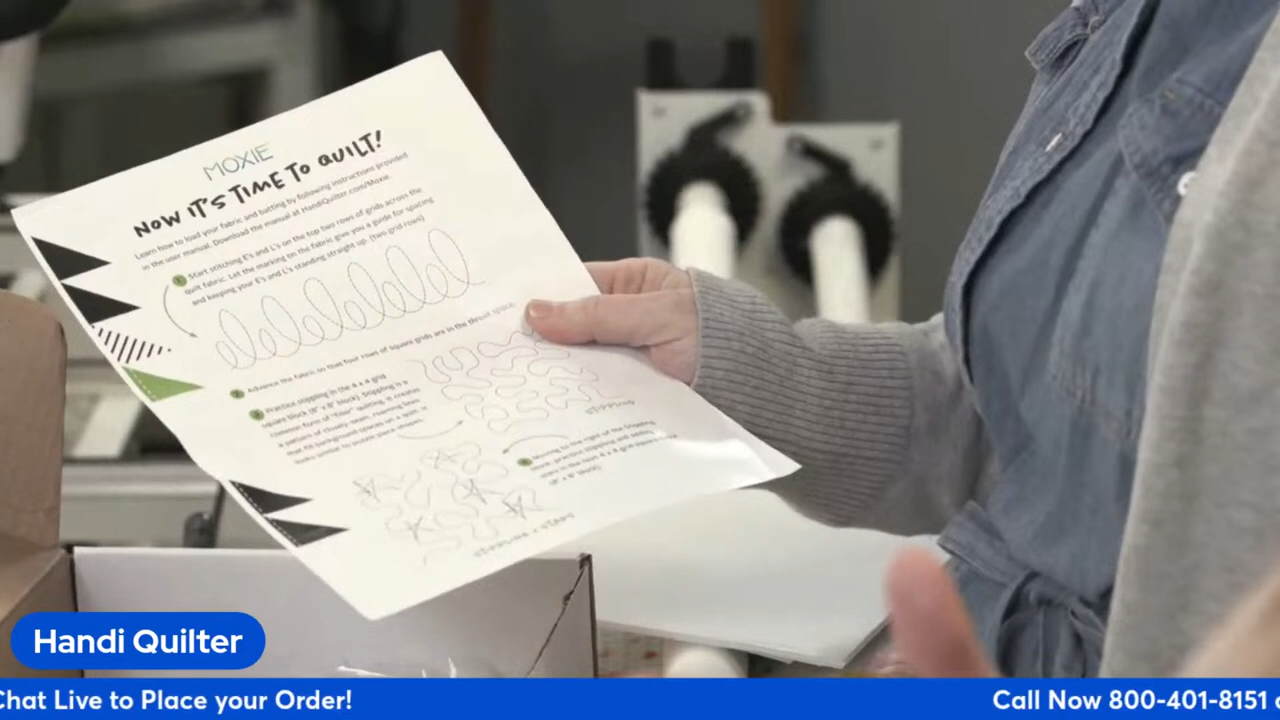 MOXIE
NOW IT'S TIME TO QUILT!
Learn how to load your fabric and batting by following instructions provided
in the user manual. Download the manual at HandiQuilter.com/Moxie.
1 Start stitching E's and L's on the top two rows of grids across the
quilt fabric. Let the marking on the fabric give you a guide for spacing
and keeping your E's and L's standing straight up. (two grid rows)
2 Advance the fabric so that four rows of square grids are in the throat space.
3 Practice stippling in the 4 x 4 grid
square block (8" x 8" block). Stippling is a
common form of "filler" quilting. It creates
a pattern of closely-sewn, roaming lines
that fill background spaces on a quilt. It
looks similar to puzzle piece shapes.
STIPPLING
4 Moving to the right of the stippling
block, practice stippling and adding
stars in the next 4 x 4 grid square
(8" x 8" block).
STIPPLING & STARS
Handi Quilter
Chat Live to Place your Order!
Call Now 800-401-8151